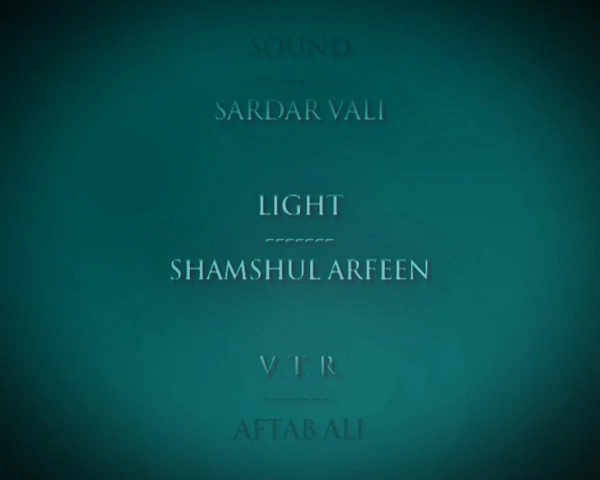 SOUND
-------
SARDAR VALI
LIGHT
-------
SHAMSHUL ARFEEN
V. T. R.
-------
AFTAB ALI